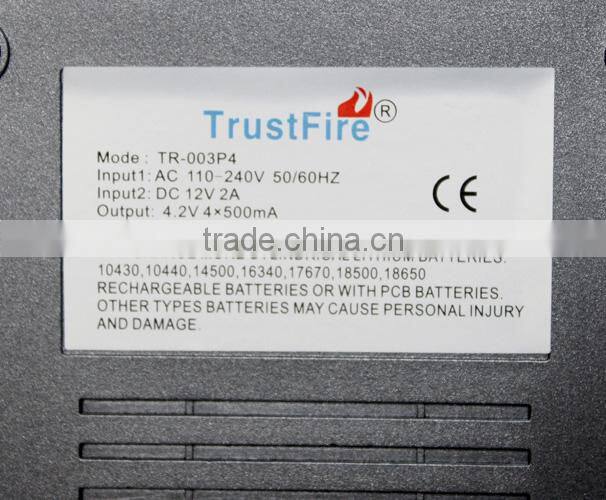 TrustFire ®
Mode : TR-003P4
Input1: AC 110-240V 50/60HZ
Input2: DC 12V 2A
Output: 4.2V 4×500mA
CE
trade.china.cn
LITHIUM BATTERIES.
10430,10440,14500,16340,17670,18500,18650
RECHARGEABLE BATTERIES OR WITH PCB BATTERIES.
OTHER TYPES BATTERIES MAY CAUSE PERSONAL INJURY
AND DAMAGE.